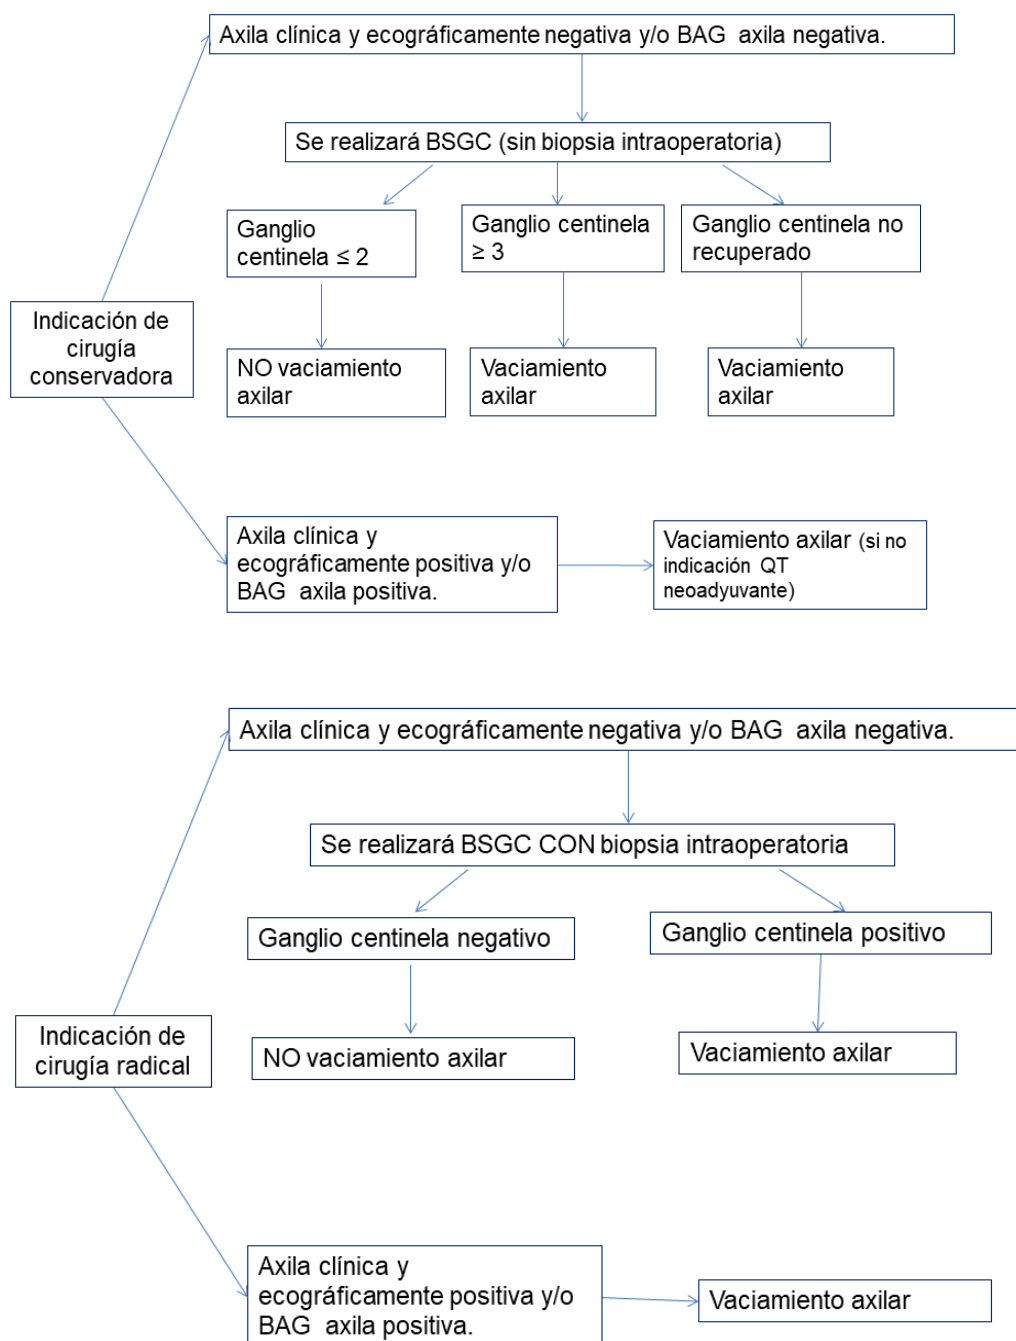 Axila clínica y ecográficamente negativa y/o BAG axila negativa.
Se realizará BSGC (sin biopsia intraoperatoria)
Ganglio
centinela ≤ 2
Ganglio centinela
≥ 3
Ganglio centinela no
recuperado
Indicación de
cirugía
conservadora
NO vaciamiento
axilar
Vaciamiento
axilar
Vaciamiento
axilar
Axila clínica y
ecográficamente positiva y/o
BAG axila positiva.
Vaciamiento axilar (si no
indicación QT
neoadyuvante)
Axila clínica y ecográficamente negativa y/o BAG axila negativa.
Se realizará BSGC CON biopsia intraoperatoria
Ganglio centinela negativo
Ganglio centinela positivo
Indicación de
cirugía radical
NO vaciamiento axilar
Vaciamiento axilar
Axila clínica y
ecográficamente positiva y/o
BAG axila positiva.
Vaciamiento axilar